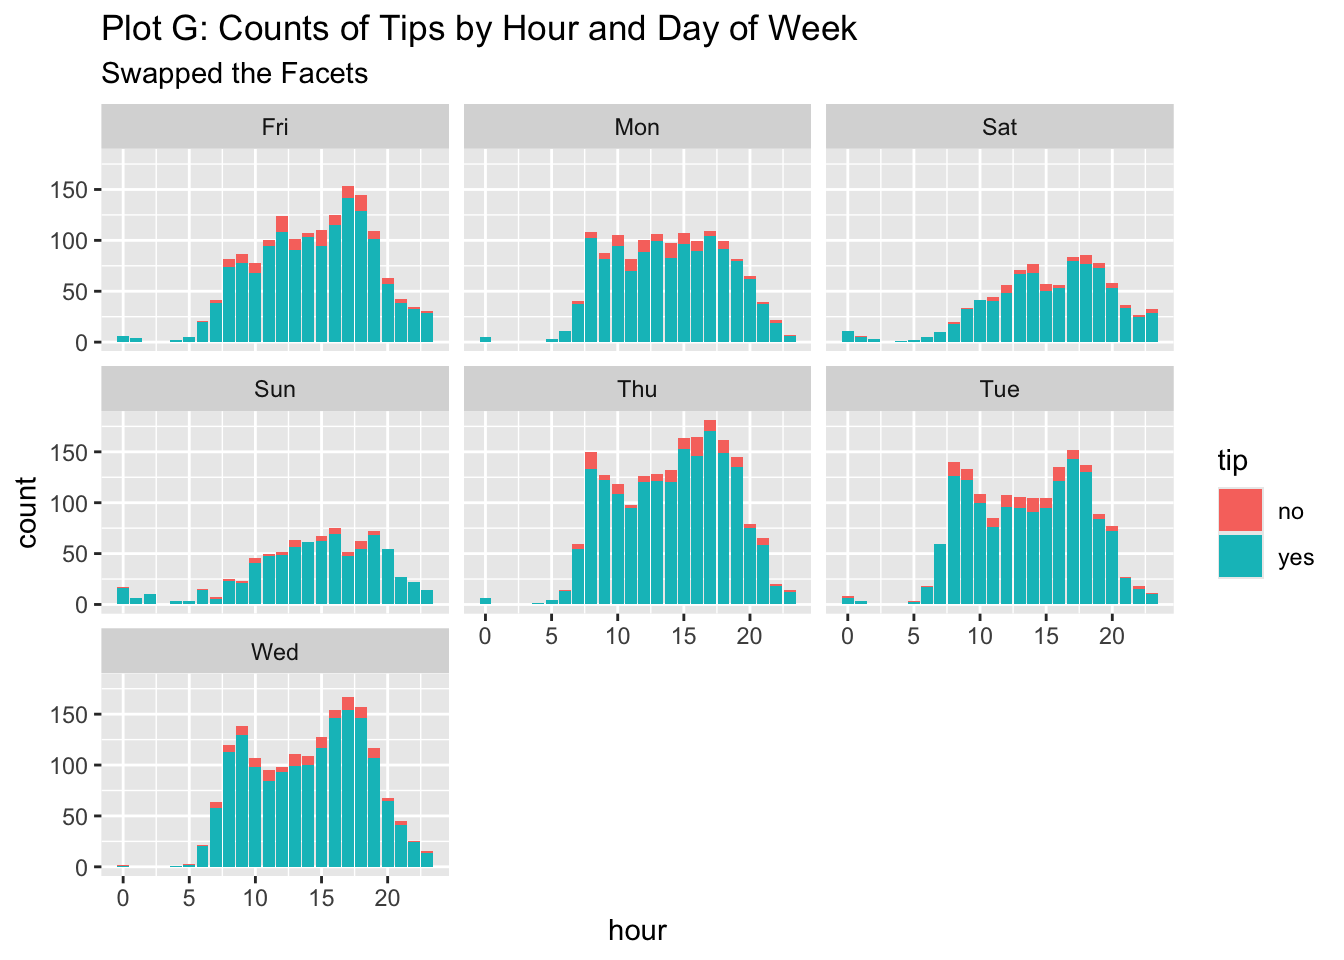 Plot G: Counts of Tips by Hour and Day of Week
Swapped the Facets
Fri
Mon
Sat
150
100
50
0
Sun
Thu
Tue
150
100
50
0
0 5 10 15 20
0 5 10 15 20
Wed
150
100
50
0
0 5 10 15 20
hour
count
tip
no
yes